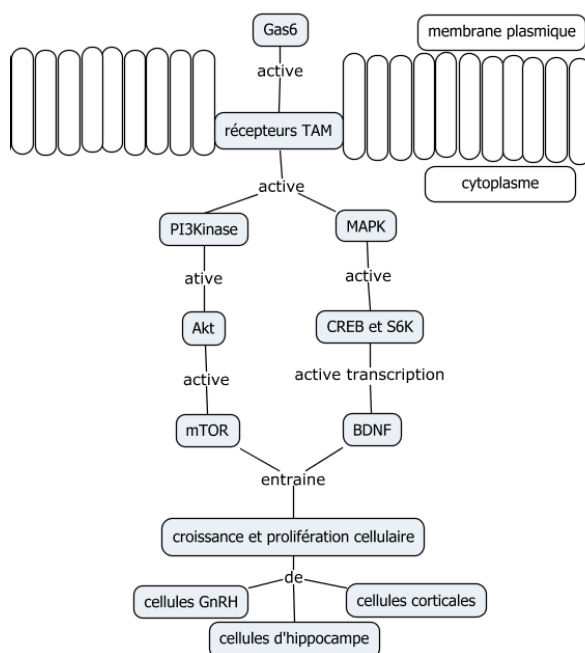 Gas6
membrane plasmique
active
récepteurs TAM
cytoplasme
active
PI3Kinase
MAPK
ative
active
Akt
CREB et S6K
active
active transcription
mTOR
BDNF
entraine
croissance et prolifération cellulaire
de
cellules GnRH
cellules corticales
cellules d'hippocampe